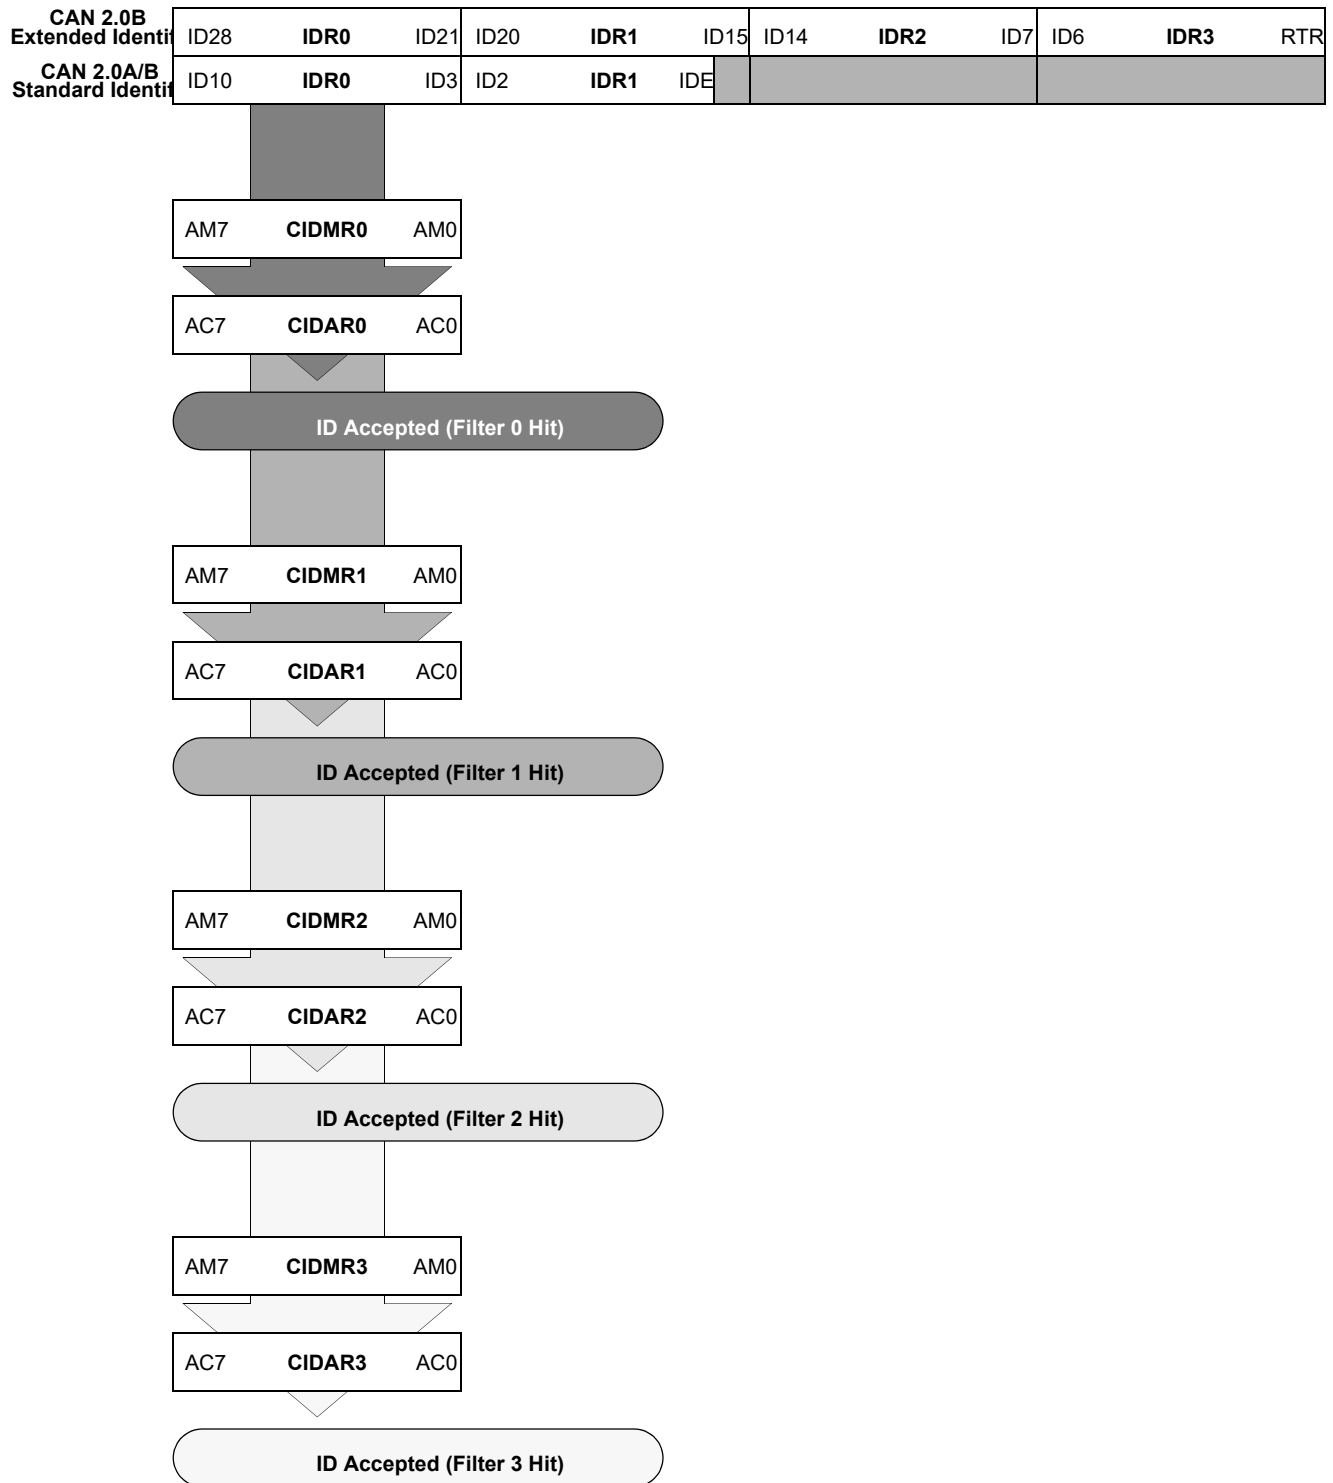 CAN 2.0B
Extended Identif
ID28 IDR0 ID21 ID20 IDR1 ID15 ID14 IDR2 ID7 ID6 IDR3 RTR
CAN 2.0A/B
Standard Identif
ID10 IDR0 ID3 ID2 IDR1 IDE
AM7 CIDMR0 AM0
AC7 CIDAR0 AC0
ID Accepted (Filter 0 Hit)
AM7 CIDMR1 AM0
AC7 CIDAR1 AC0
ID Accepted (Filter 1 Hit)
AM7 CIDMR2 AM0
AC7 CIDAR2 AC0
ID Accepted (Filter 2 Hit)
AM7 CIDMR3 AM0
AC7 CIDAR3 AC0
ID Accepted (Filter 3 Hit)